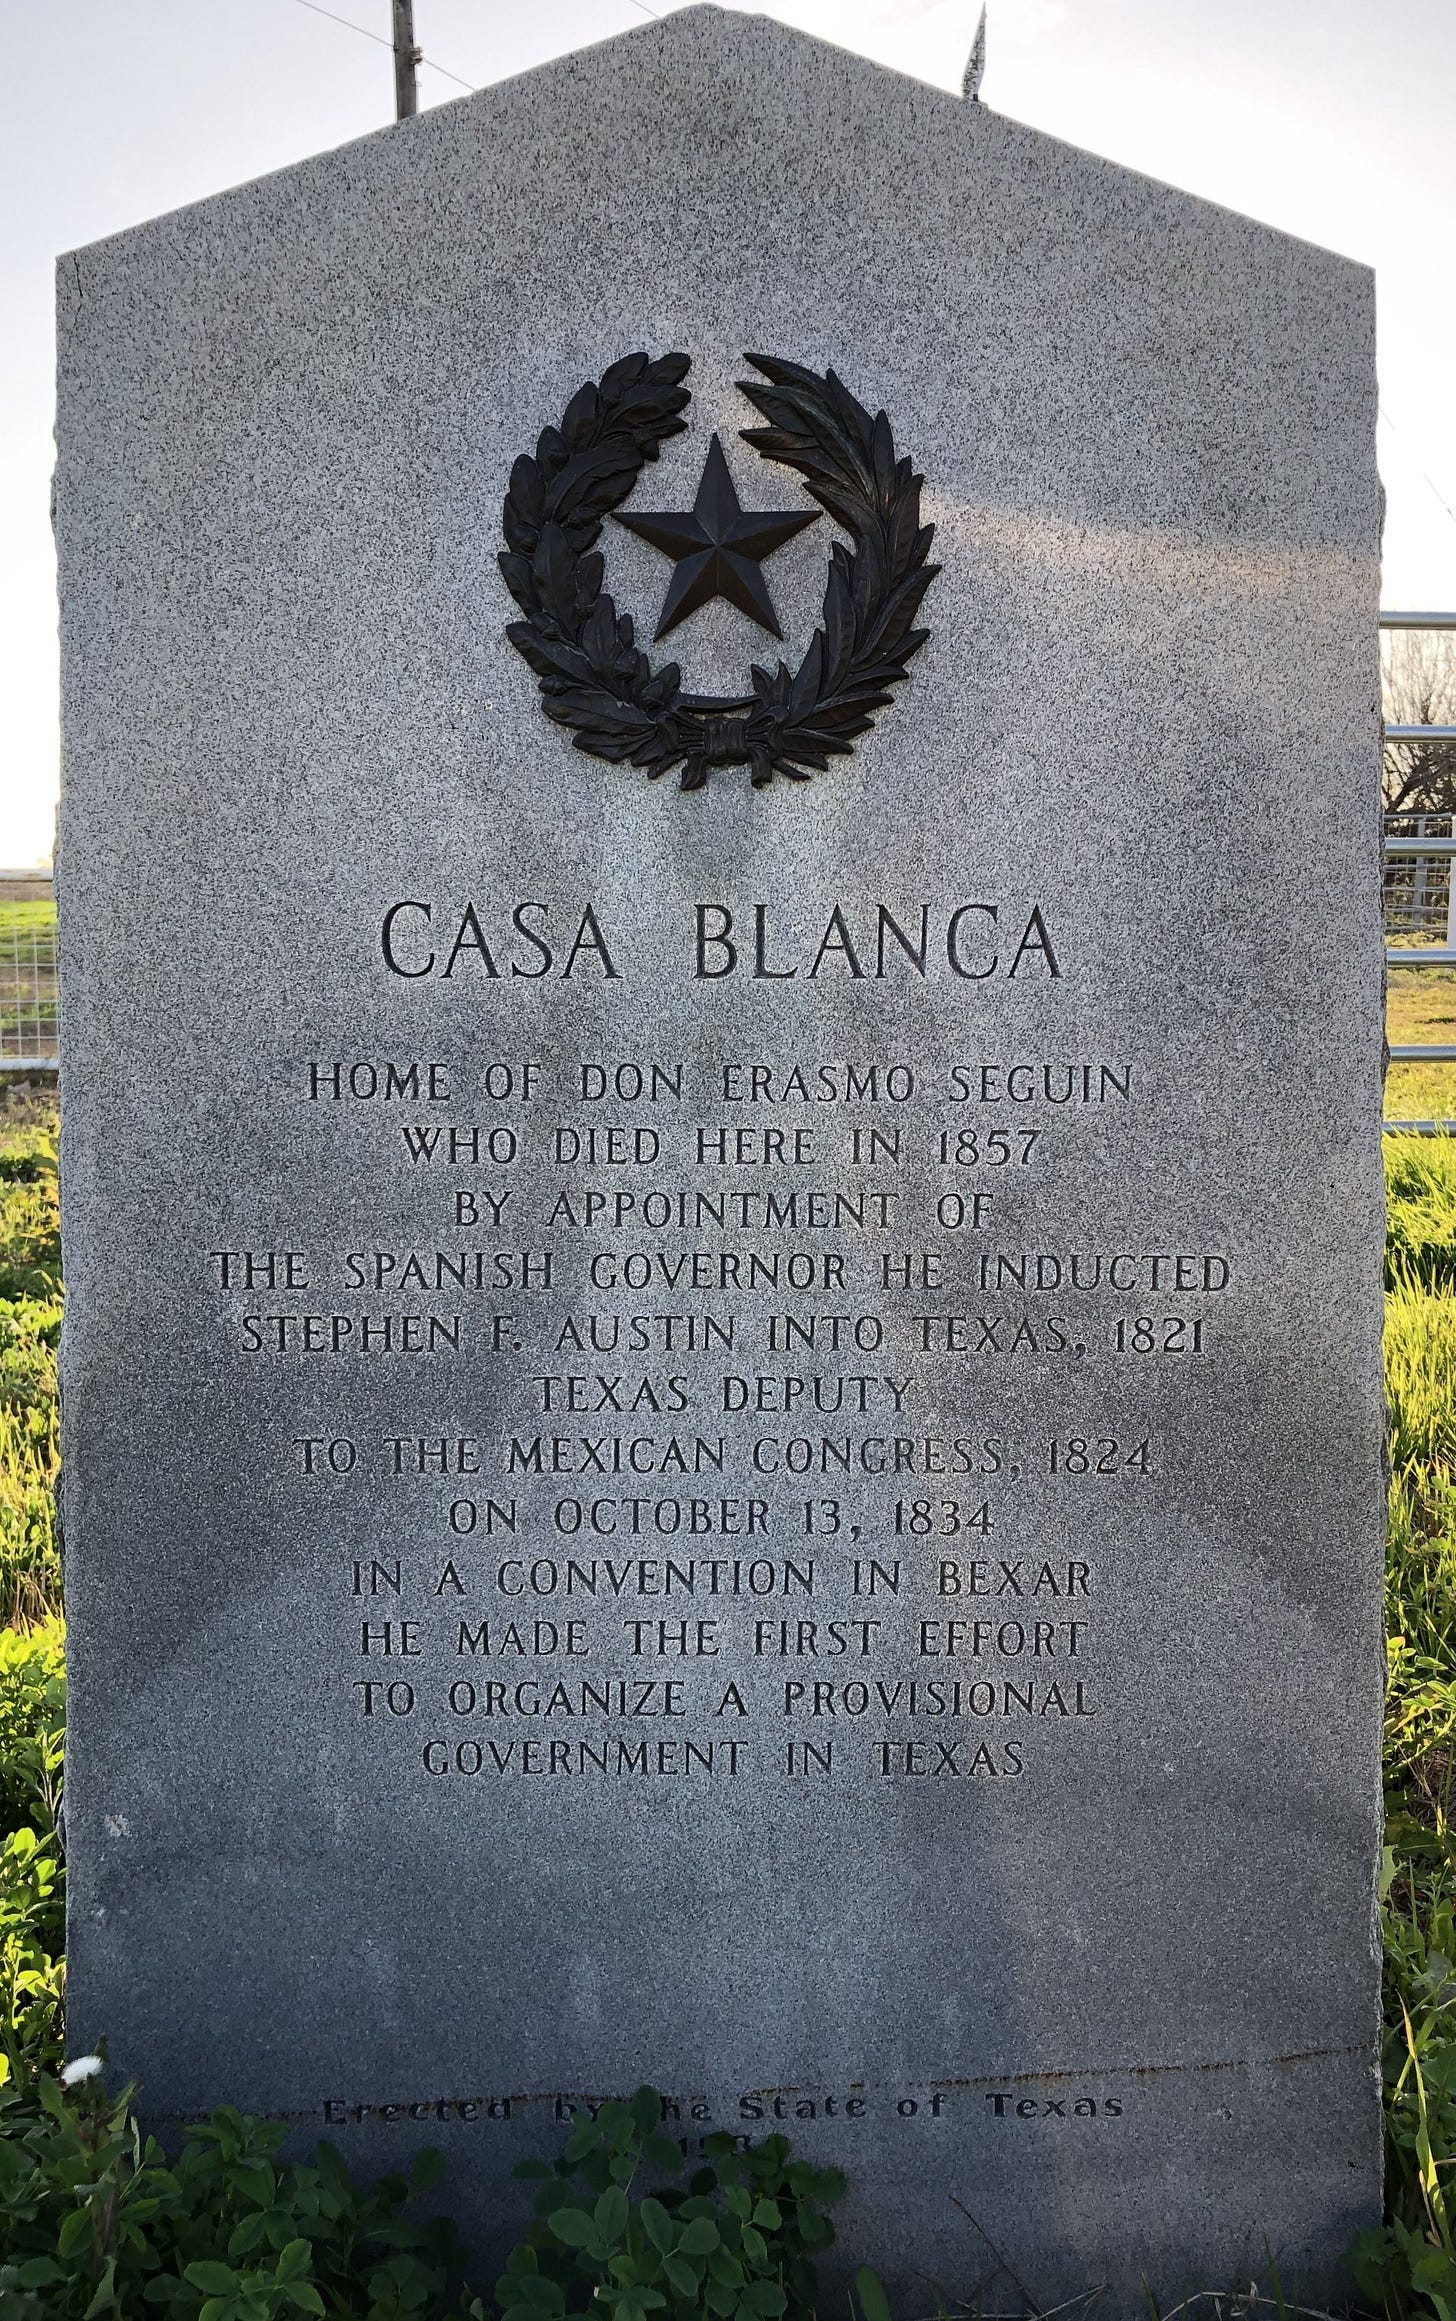 CASA BLANCA
HOME OF DON ERASMO SEGUIN
WHO DIED HERE IN 1857
BY APPOINTMENT OF
THE SPANISH GOVERNOR HE INDUCTED
STEPHEN F. AUSTIN INTO TEXAS, 1821
TEXAS DEPUTY
TO THE MEXICAN CONGRESS, 1824
ON OCTOBER 13, 1834
IN A CONVENTION IN BEXAR
HE MADE THE FIRST EFFORT
TO ORGANIZE A PROVISIONAL
GOVERNMENT IN TEXAS
Erected by the State of Texas